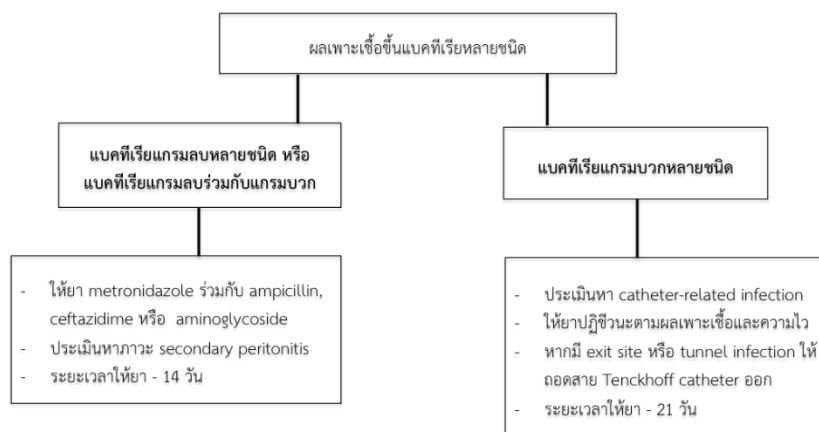 ผลเพาะเชื้อขึ้นแบคทีเรียหลายชนิด
แบคทีเรียแกรมลบหลายชนิด หรือ
แบคทีเรียแกรมลบร่วมกับแกรมบวก
แบคทีเรียแกรมบวกหลายชนิด
- ให้ยา metronidazole ร่วมกับ ampicillin,
ceftazidime หรือ aminoglycoside
- ประเมินหาภาวะ secondary peritonitis
- ระยะเวลาให้ยา - 14 วัน
- ประเมินหา catheter-related infection
- ให้ยาปฏิชีวนะตามผลเพาะเชื้อและความไว
- หากมี exit site หรือ tunnel infection ให้
ถอดสาย Tenckhoff catheter ออก
- ระยะเวลาให้ยา - 21 วัน